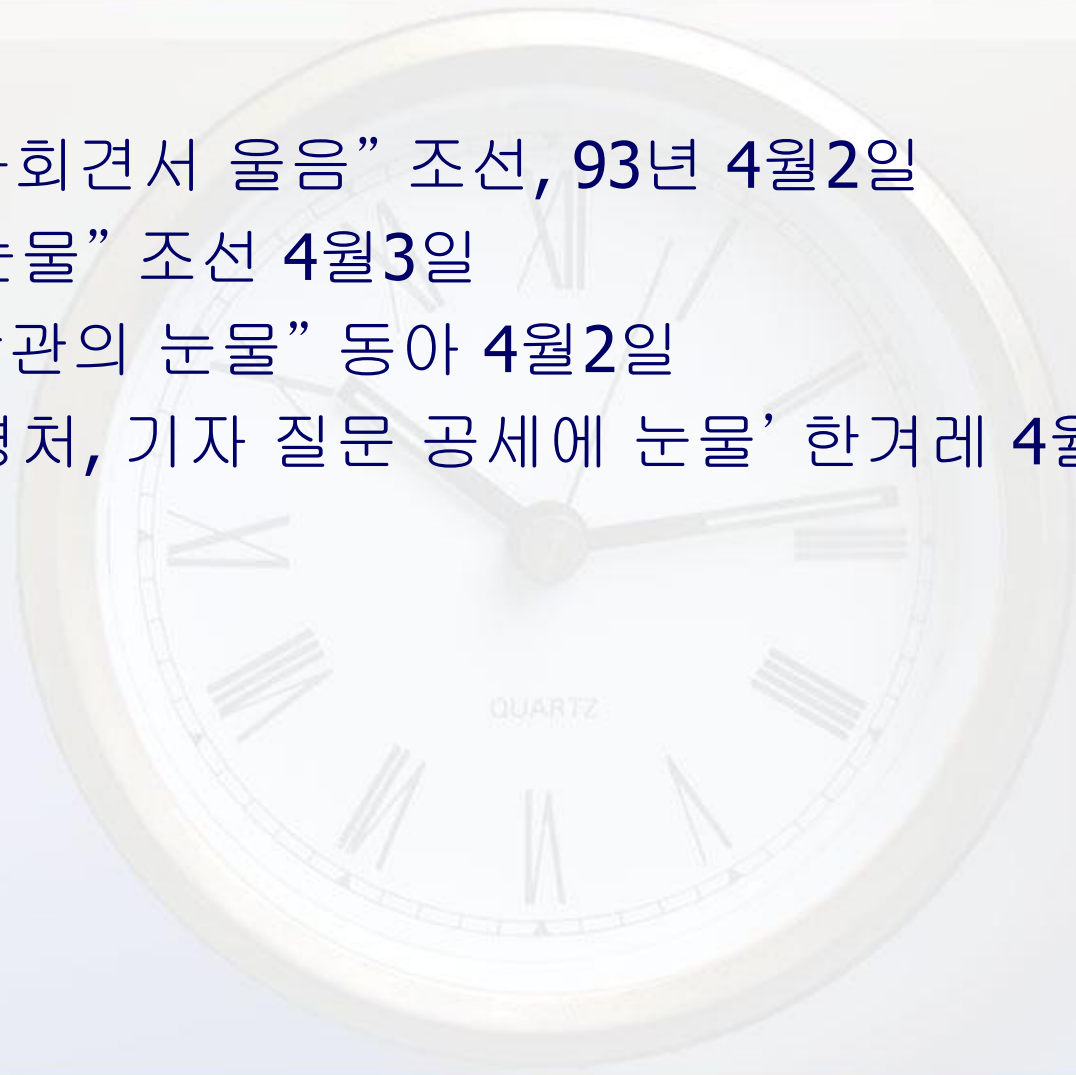 회견서 울음” 조선, 93년 4월2일
눈물” 조선 4월3일
관의 눈물” 동아 4월2일
처, 기자 질문 공세에 눈물’ 한겨레 4월
QUARTZ